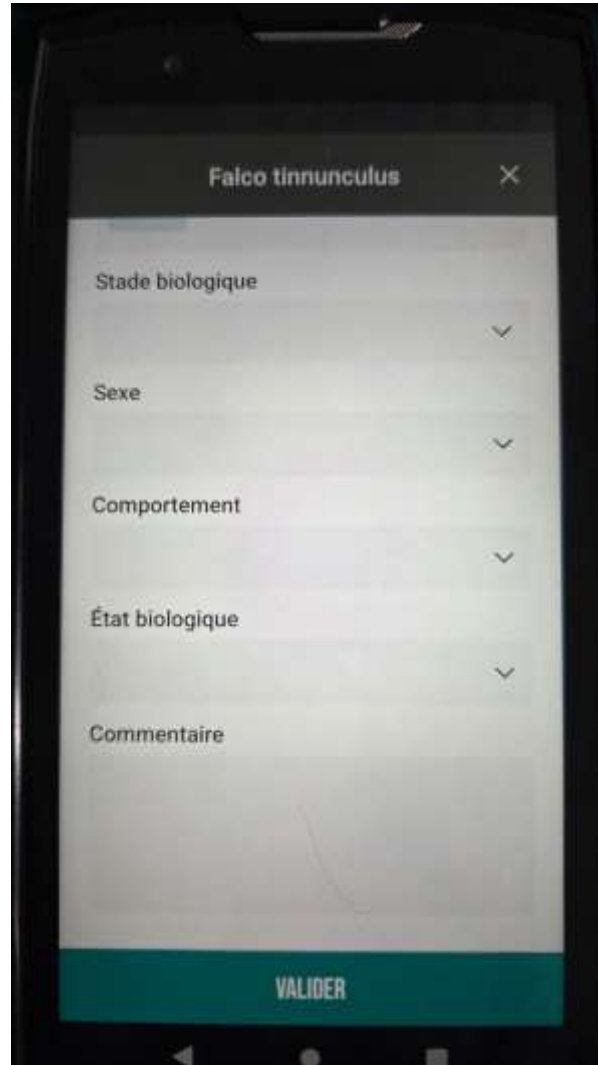 Falco tinnunculus
Stade biologique
Sexe
Comportement
État biologique
Commentaire
VALIDER